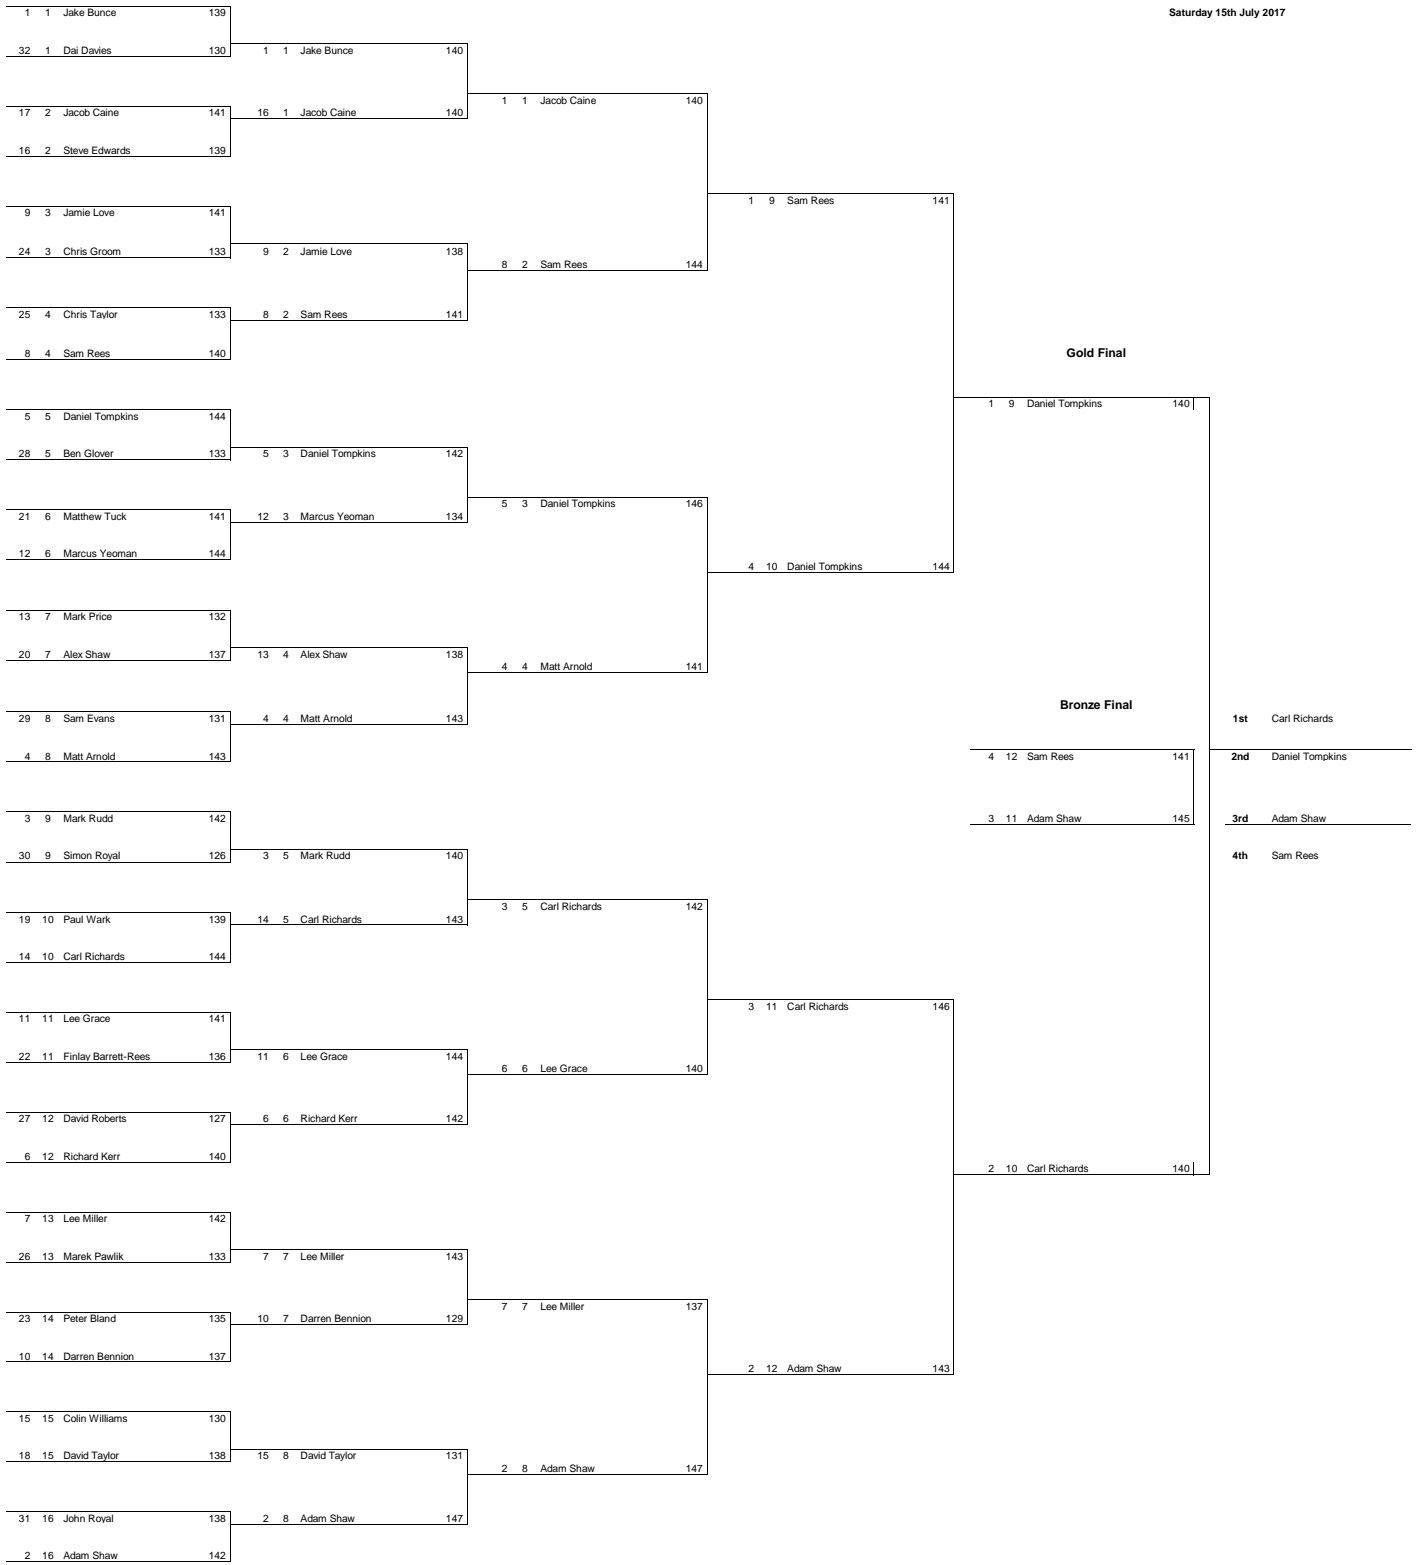 Saturday 15th July 2017
1 1 Jake Bunce 139
32 1 Dai Davies 130
17 2 Jacob Caine 141
16 2 Steve Edwards 139
9 3 Jamie Love 141
24 3 Chris Groom 133
25 4 Chris Taylor 133
8 4 Sam Rees 140
5 5 Daniel Tompkins 144
28 5 Ben Glover 133
21 6 Matthew Tuck 141
12 6 Marcus Yeoman 144
13 7 Mark Price 132
20 7 Alex Shaw 137
29 8 Sam Evans 131
4 8 Matt Arnold 143
3 9 Mark Rudd 142
30 9 Simon Royal 126
19 10 Paul Wark 139
14 10 Carl Richards 144
11 11 Lee Grace 141
22 11 Finlay Barrett-Rees 136
27 12 David Roberts 127
6 12 Richard Kerr 140
7 13 Lee Miller 142
26 13 Marek Pawlik 133
23 14 Peter Bland 135
10 14 Darren Bennion 137
15 15 Colin Williams 130
18 15 David Taylor 138
31 16 John Royal 138
2 16 Adam Shaw 142
1 1 Jake Bunce 140
16 1 Jacob Caine 140
9 2 Jamie Love 138
8 2 Sam Rees 141
5 3 Daniel Tompkins 142
12 3 Marcus Yeoman 134
13 4 Alex Shaw 138
4 4 Matt Arnold 143
3 5 Mark Rudd 140
14 5 Carl Richards 143
11 6 Lee Grace 144
6 6 Richard Kerr 142
7 7 Lee Miller 143
10 7 Darren Bennion 129
15 8 David Taylor 131
2 8 Adam Shaw 147
1 1 Jacob Caine 140
8 2 Sam Rees 144
5 3 Daniel Tompkins 146
4 4 Matt Arnold 141
3 5 Carl Richards 142
6 6 Lee Grace 140
7 7 Lee Miller 137
2 8 Adam Shaw 147
1 9 Sam Rees 141
4 10 Daniel Tompkins 144
3 11 Carl Richards 146
2 12 Adam Shaw 143
Gold Final
1 9 Daniel Tompkins 140
2 10 Carl Richards 140
Bronze Final
4 12 Sam Rees 141
3 11 Adam Shaw 145
1st Carl Richards
2nd Daniel Tompkins
3rd Adam Shaw
4th Sam Rees